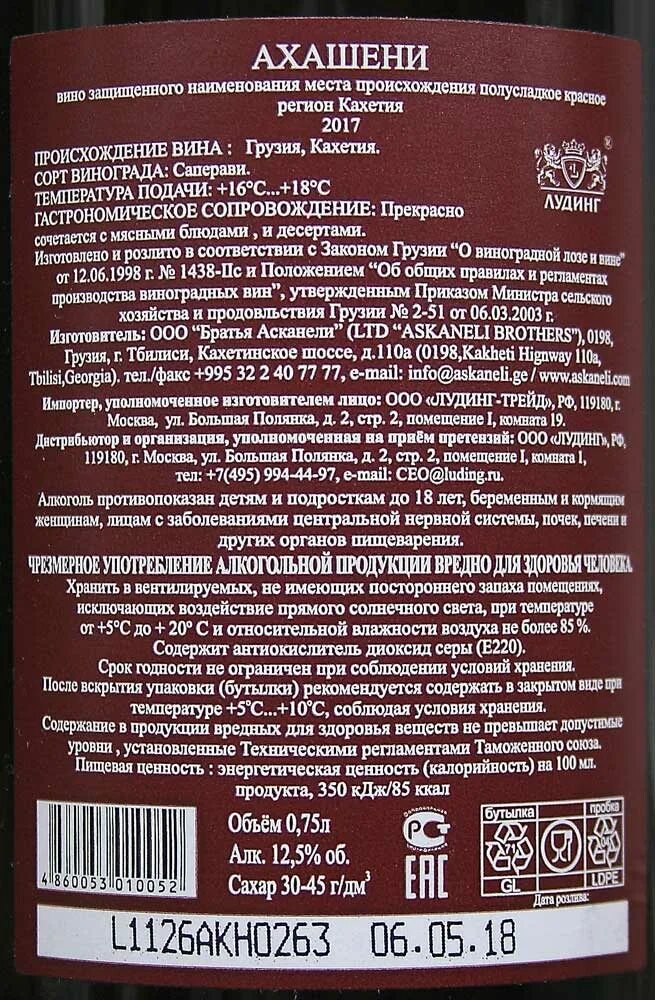 АХАШЕНИ
вино защищенного наименования места происхождения полусладкое красное
регион Кахетия
2017
ПРОИСХОЖДЕНИЕ ВИНА : Грузия, Кахетия.
СОРТ ВИНОГРАДА: Саперави.
ТЕМПЕРАТУРА ПОДАЧИ: +16°С...+18°С
ГАСТРОНОМИЧЕСКОЕ СОПРОВОЖДЕНИЕ: Прекрасно
сочетается с мясными блюдами , и десертами.
®
ЛУДИНГ
Изготовлено и розлито в соответствии с Законом Грузии “О виноградной лозе и вине”
от 12.06.1998 г. № 1438-Пс и Положением “Об общих правилах и регламентах
производства виноградных вин”, утвержденным Приказом Министра сельского
хозяйства и продовльствия Грузии № 2-51 от 06.03.2003 г.
Изготовитель: ООО “Братья Асканели” (LTD “ASKANELI BROTHERS”), 0198,
Грузия, г. Тбилиси, Кахетинское шоссе, д.110а (0198,Kakheti Hignway 110a,
Tbilisi,Georgia). тел./факс +995 32 2 40 77 77, e-mail: info@askaneli.ge / www.askaneli.com
Импортер, уполномоченное изготовителем лицо: ООО «ЛУДИНГ-ТРЕЙД», РФ, 119180, г.
Москва, ул. Большая Полянка, д. 2, стр. 2, помещение I, комната 19.
Дистрибьютор и организация, уполномоченная на приём претензий: ООО «ЛУДИНГ», РФ,
119180, г. Москва, ул. Большая Полянка, д. 2, стр. 2, помещение I, комната 1,
тел: +7(495) 994-44-97, e-mail: CEO@luding.ru.
Алкоголь противопоказан детям и подросткам до 18 лет, беременным и кормящим
женщинам, лицам с заболеваниями центральной нервной системы, почек, печени и
других органов пищеварения.
ЧРЕЗМЕРНОЕ УПОТРЕБЛЕНИЕ АЛКОГОЛЬНОЙ ПРОДУКЦИИ ВРЕДНО ДЛЯ ЗДОРОВЬЯ ЧЕЛОВЕКА.
Хранить в вентилируемых, не имеющих постороннего запаха помещениях,
исключающих воздействие прямого солнечного света, при температуре
от +5°С до + 20° С и относительной влажности воздуха не более 85 %.
Содержит антиокислитель диоксид серы (Е220).
Срок годности не ограничен при соблюдении условий хранения.
После вскрытия упаковки (бутылки) рекомендуется содержать в закрытом виде при
температуре +5°С...+10°С, соблюдая условия хранения.
Содержание в продукции вредных для здоровья веществ не превышает допустимые
уровни , установленные Техническими регламентами Таможенного союза.
Пищевая ценность : энергетическая ценность (калорийность) на 100 мл.
продукта, 350 кДж/85 ккал
4 860053 010052
Объём 0,75л
Алк. 12,5% об.
Сахар 30-45 г/дм³
РСТ
EAC
бутылка
71
GL
пробка
LDPE
Дата розлива:
L1126AKH0263 06.05.18